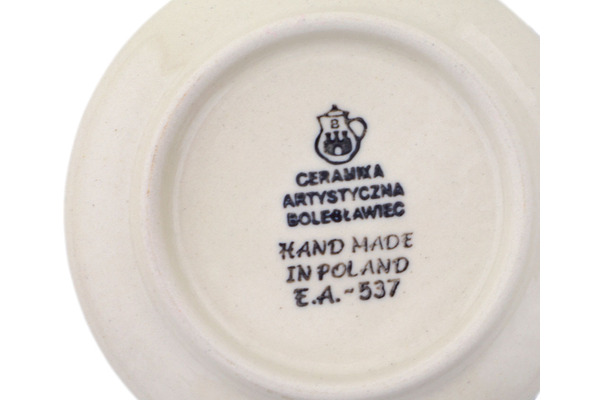 B
CERAMIKA
ARTYSTYCZNA
BOLESŁAWIEC
HAND MADE
IN POLAND
E.A.-537